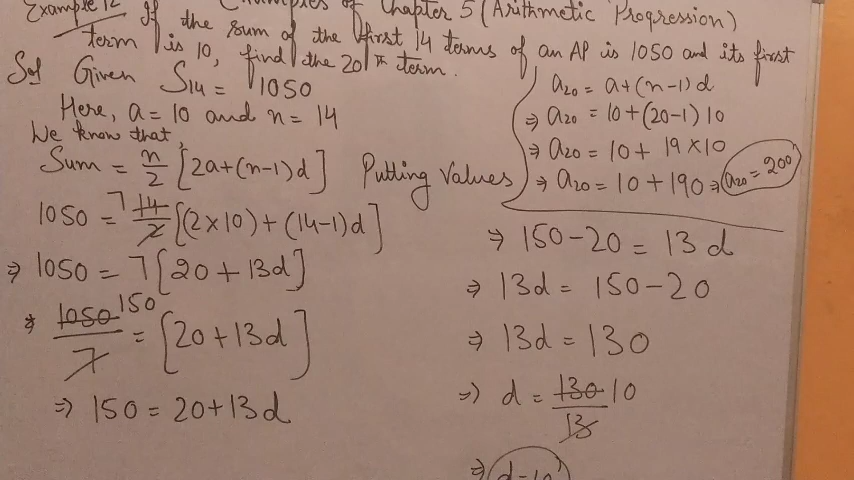 Examples of Chapter 5 (Arithmetic Progression)
Example 12 If the sum of the first 14 terms of an AP is 1050 and its first
term is 10, find the 20th term.
Sol Given S14 = 1050
Here, a = 10 and n = 14
We know that,
Sum = n/2 [2a+(n-1)d] Putting Values
1050 = 7 14/2 [(2×10)+(14-1)d]
⇒ 1050 = 7[20+13d]
⇒ 1050 150/7 = [20+13d]
⇒ 150 = 20+13d
⇒ 150-20 = 13d
⇒ 13d = 150-20
⇒ 13d = 130
⇒ d = 130 10/13
⇒ d=10
a20 = a+(n-1)d
⇒ a20 = 10+(20-1)10
⇒ a20 = 10+19×10
⇒ a20 = 10+190 ⇒ a20 = 200